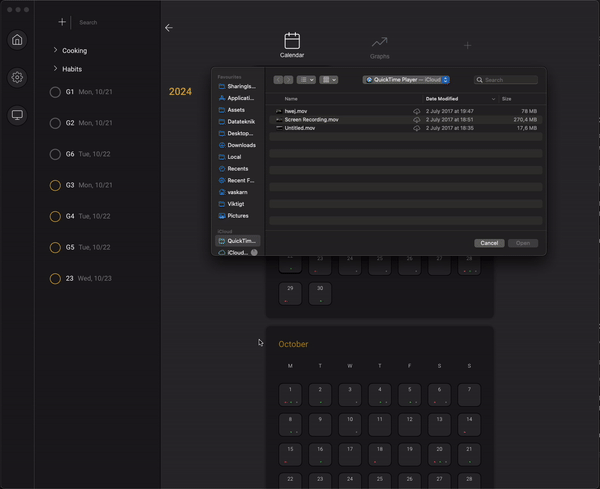 Search
Cooking
Habits
G1 Mon, 10/21
G2 Mon, 10/21
G6 Tue, 10/22
G3 Mon, 10/21
G4 Tue, 10/22
G5 Tue, 10/22
23 Wed, 10/23
Calendar
Graphs
2024
Favourites
SharingIs...
Applicati...
Assets
Datateknik
Desktop...
Downloads
Local
Recents
Recent F...
vaskarn
Viktigt
Pictures
iCloud
QuickTim...
iCloud...
QuickTime Player — iCloud
Search
Name Date Modified Size
hwej.mov 2 July 2017 at 19:47 78 MB
Screen Recording.mov 2 July 2017 at 18:51 270,4 MB
Untitled.mov 2 July 2017 at 18:35 17,6 MB
Cancel Open
23 24 25 26 27 28
29 30
October
M T W T F S S
1 2 3 4 5 6 7
8 9 10 11 12 13 14
15 16 17 18 19 20 21
22 23 24 25 26 27 28